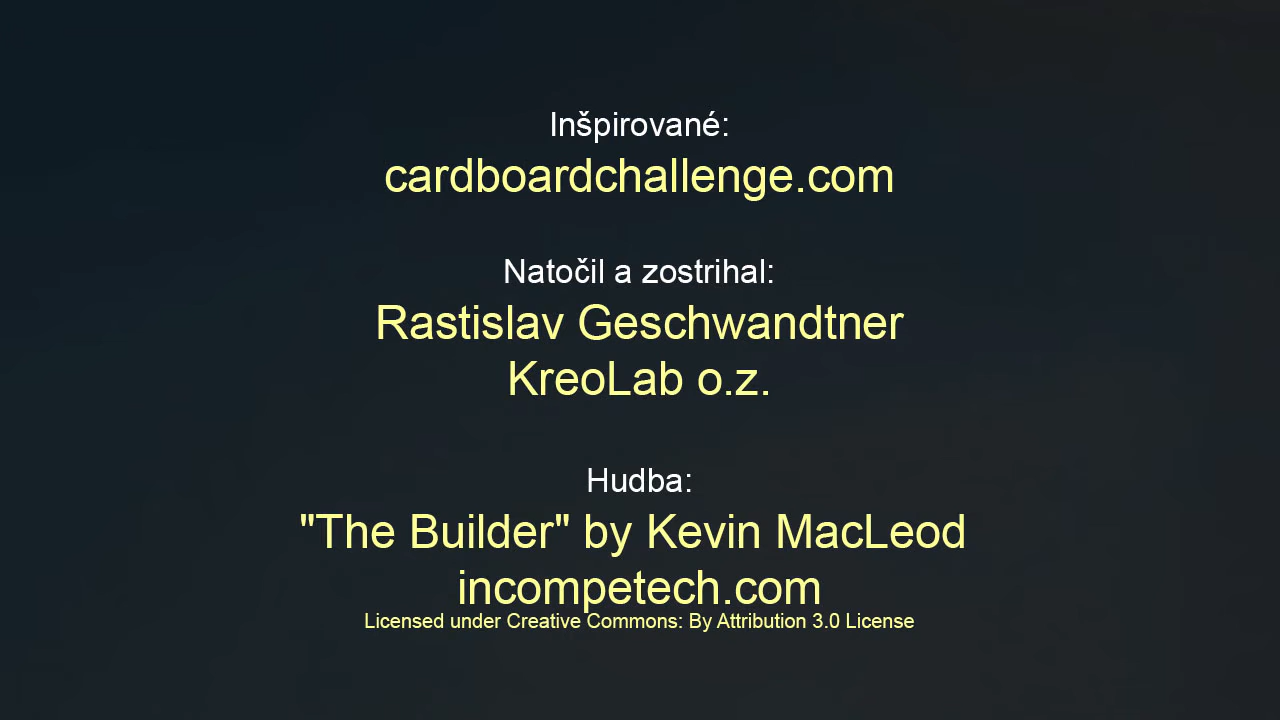 Inšpirované:
cardboardchallenge.com
Natočil a zostrihal:
Rastislav Geschwandtner
KreoLab o.z.
Hudba:
"The Builder" by Kevin MacLeod
incompetech.com
Licensed under Creative Commons: By Attribution 3.0 License